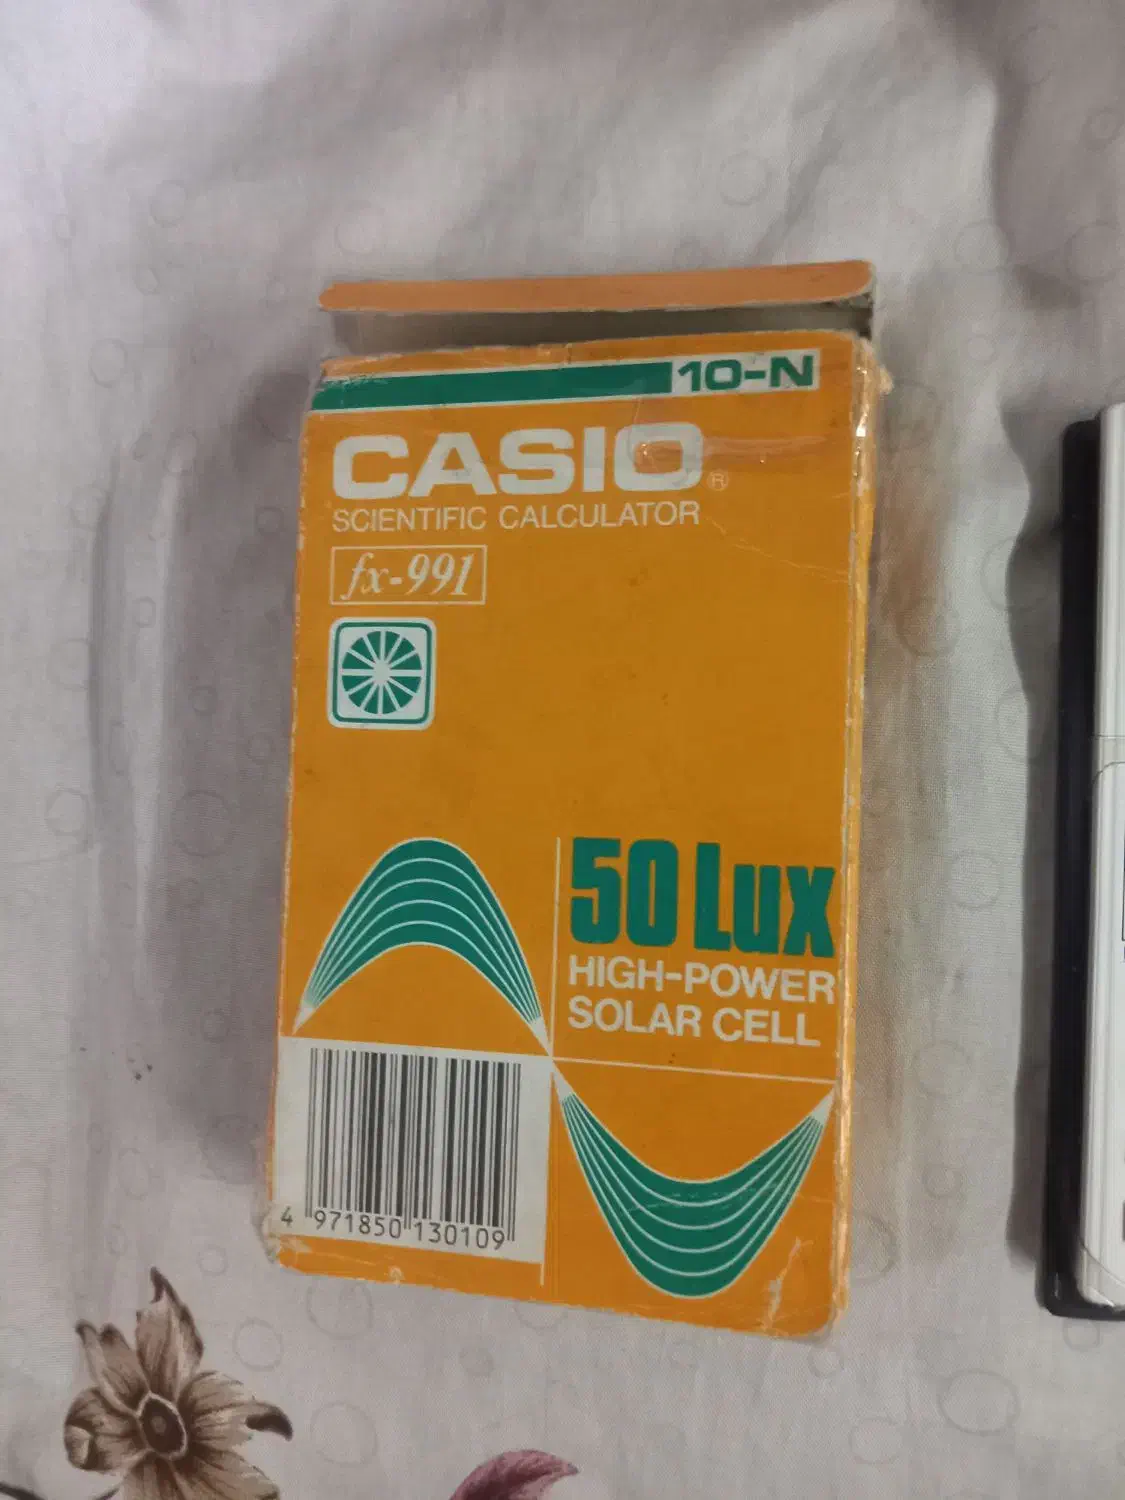 10-N
CASIO®
SCIENTIFIC CALCULATOR
fx-991
50 Lux
HIGH-POWER
SOLAR CELL
4 971850 130109